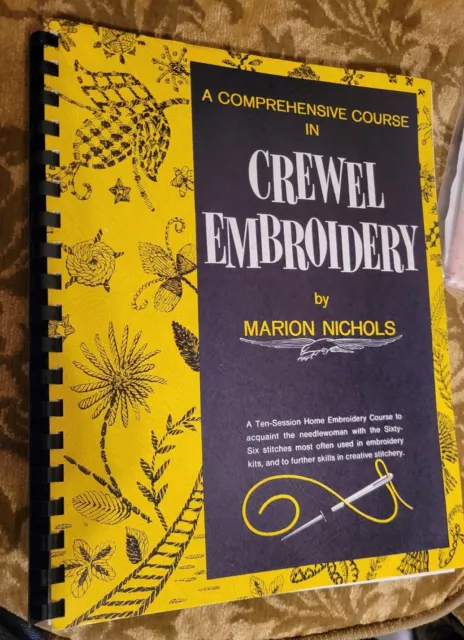 A COMPREHENSIVE COURSE
IN
CREWEL
EMBROIDERY
by
MARION NICHOLS
A Ten-Session Home Embroidery Course to
acquaint the needlewoman with the Sixty-
Six stitches most often used in embroidery
kits, and to further skills in creative stitchery.